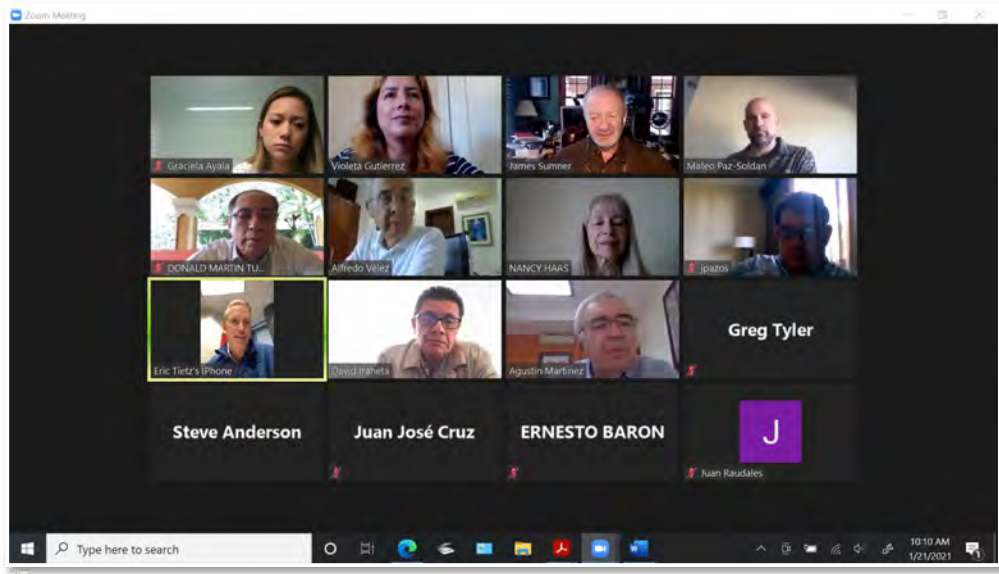 Zoom Meeting
Graciela Ayala
Violeta Gutierrez
James Sumner
Mateo Paz-Soldan
DONALD MARTIN TU...
Alfredo Velez
NANCY HAAS
jpazos
Eric Tietz's iPhone
David Iraheta
Agustin Martinez
Greg Tyler
Steve Anderson
Juan José Cruz
ERNESTO BARON
J
Juan Raudales
Type here to search
10:10 AM
1/21/2021